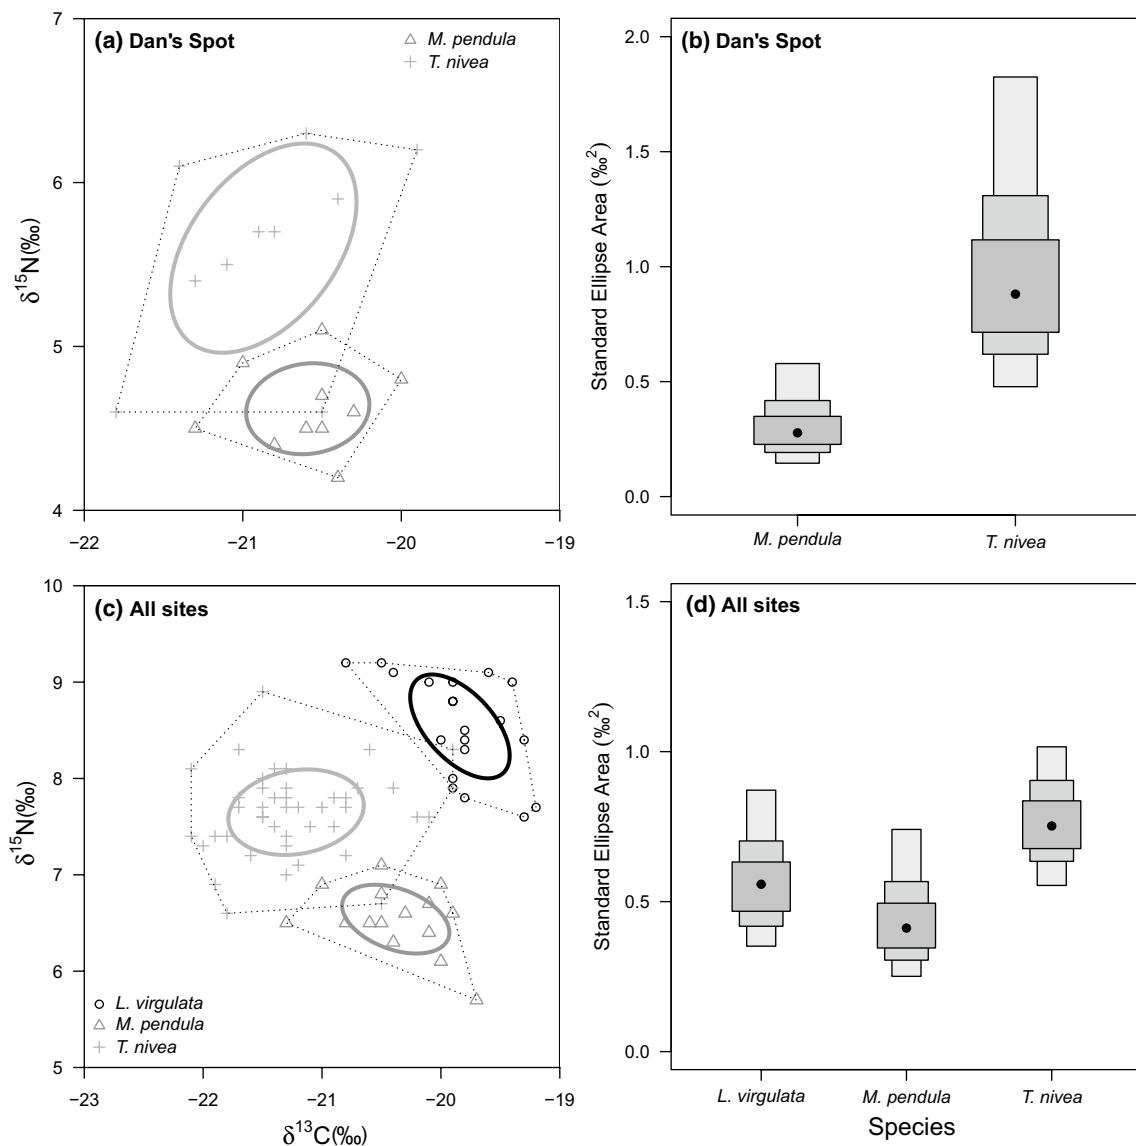 (a) Dan's Spot
M. pendula
T. nivea
7
6
5
4
δ15N(‰)
−22
−21
−20
−19
(b) Dan's Spot
2.0
1.5
1.0
0.5
0.0
Standard Ellipse Area (‰²)
M. pendula
T. nivea
(c) All sites
10
9
8
7
6
5
δ15N(‰)
L. virgulata
M. pendula
T. nivea
−23
−22
−21
−20
−19
δ13C(‰)
(d) All sites
1.5
1.0
0.5
0.0
Standard Ellipse Area (‰²)
L. virgulata
M. pendula
T. nivea
Species